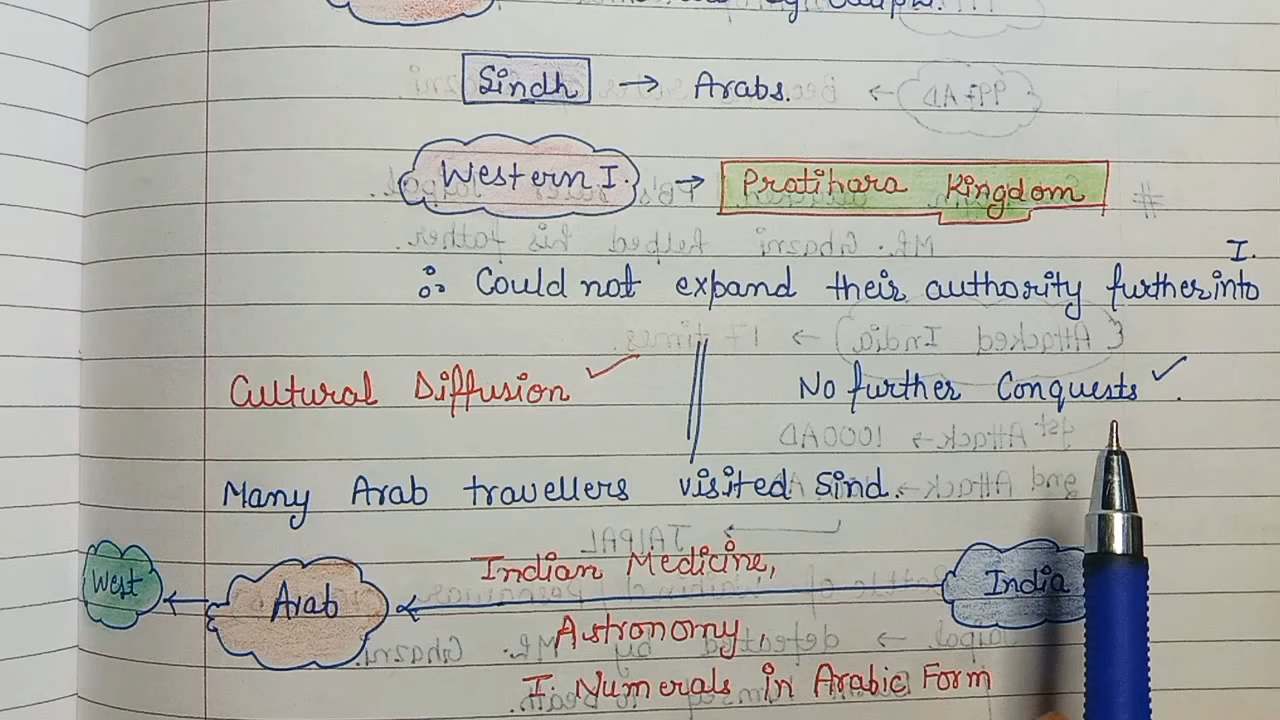 Sindh → Arabs.
Western I. → Pratihara Kingdom
∴ Could not expand their authority further into I.
Cultural Diffusion ✓ || No further Conquests ✓.
Many Arab travellers visited Sind.
West ← Arab ← India
Indian Medicine,
Astronomy,
I. Numerals in Arabic Form